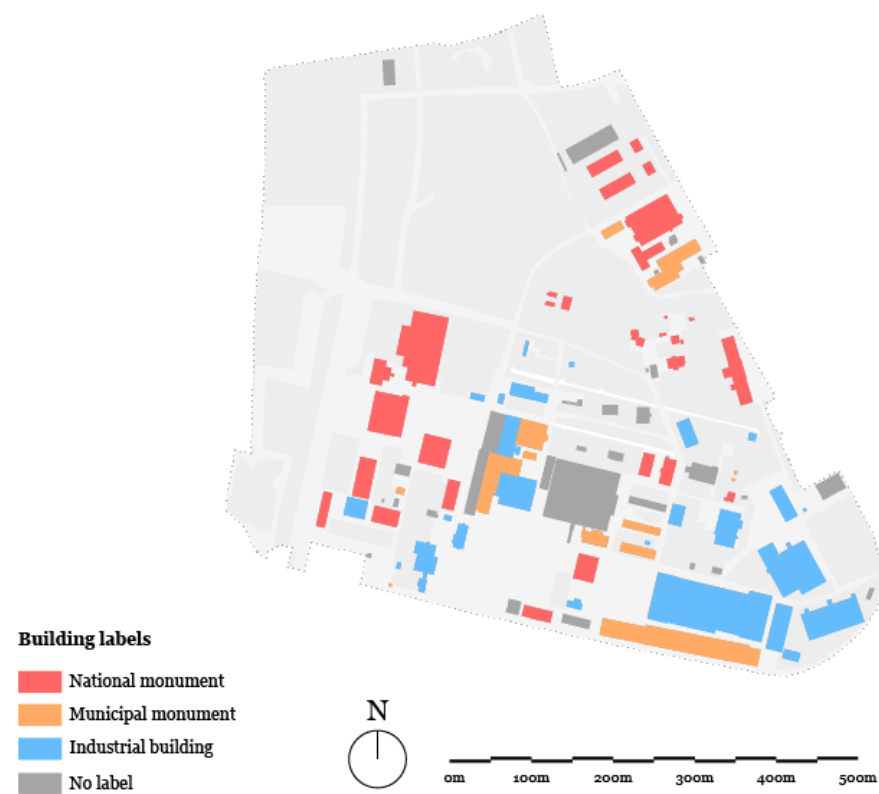 Building labels
National monument
Municipal monument
Industrial building
No label
N
0m 100m 200m 300m 400m 500m